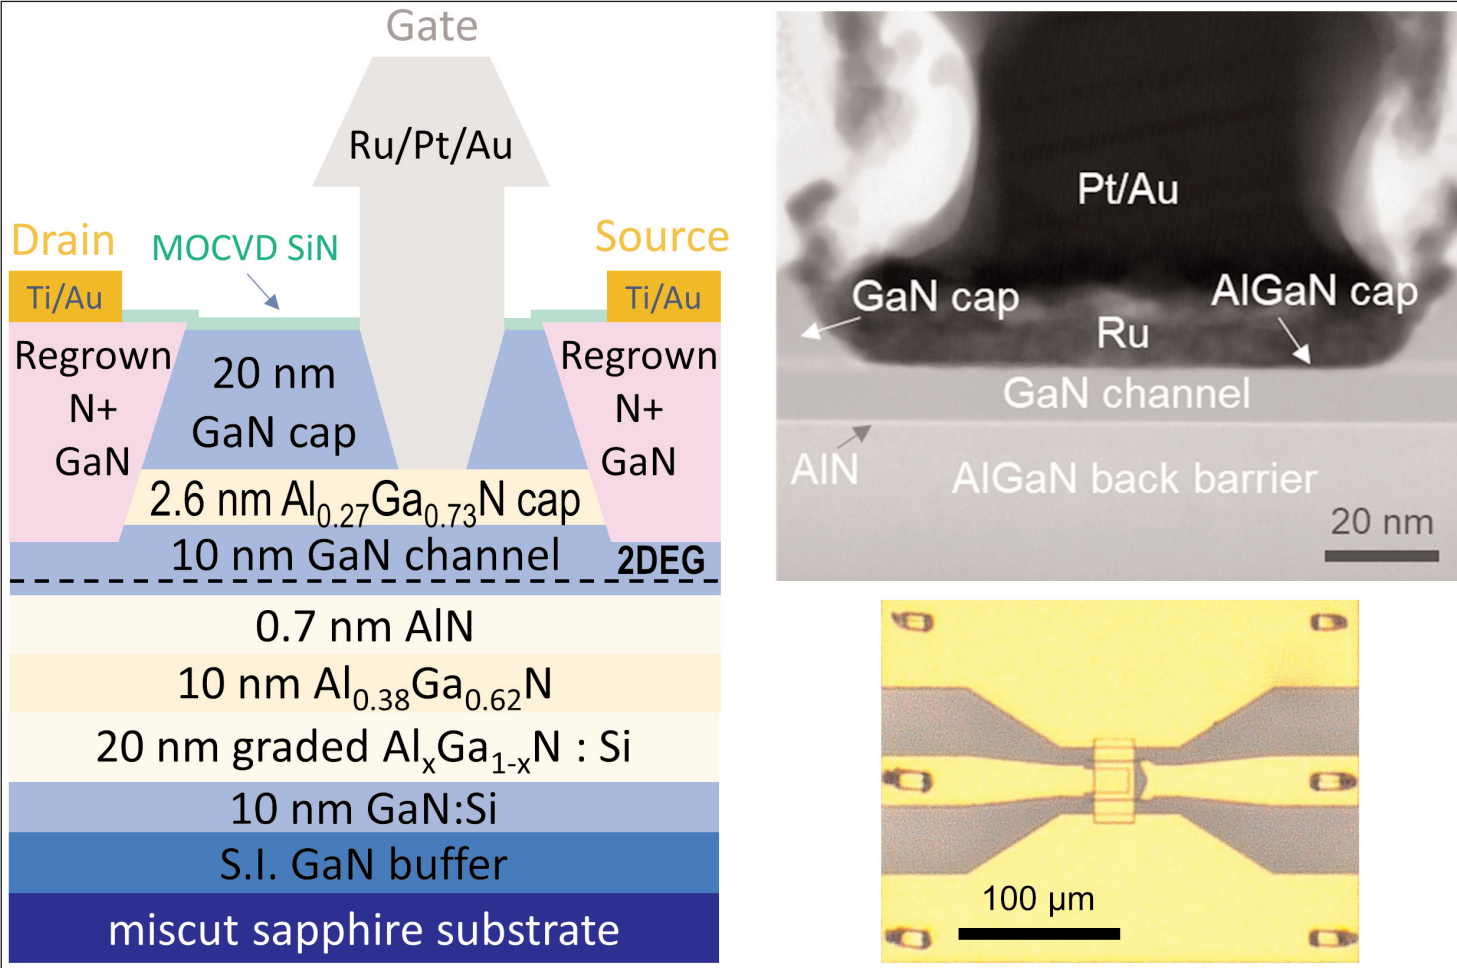 Gate
Ru/Pt/Au
Drain
MOCVD SiN
Source
Ti/Au
Ti/Au
Regrown
N+
GaN
20 nm
GaN cap
Regrown
N+
GaN
2.6 nm Al0.27Ga0.73N cap
10 nm GaN channel
2DEG
0.7 nm AlN
10 nm Al0.38Ga0.62N
20 nm graded AlxGa1-xN : Si
10 nm GaN:Si
S.I. GaN buffer
miscut sapphire substrate
Pt/Au
GaN cap
AlGaN cap
Ru
GaN channel
AlN
AlGaN back barrier
20 nm
100 µm